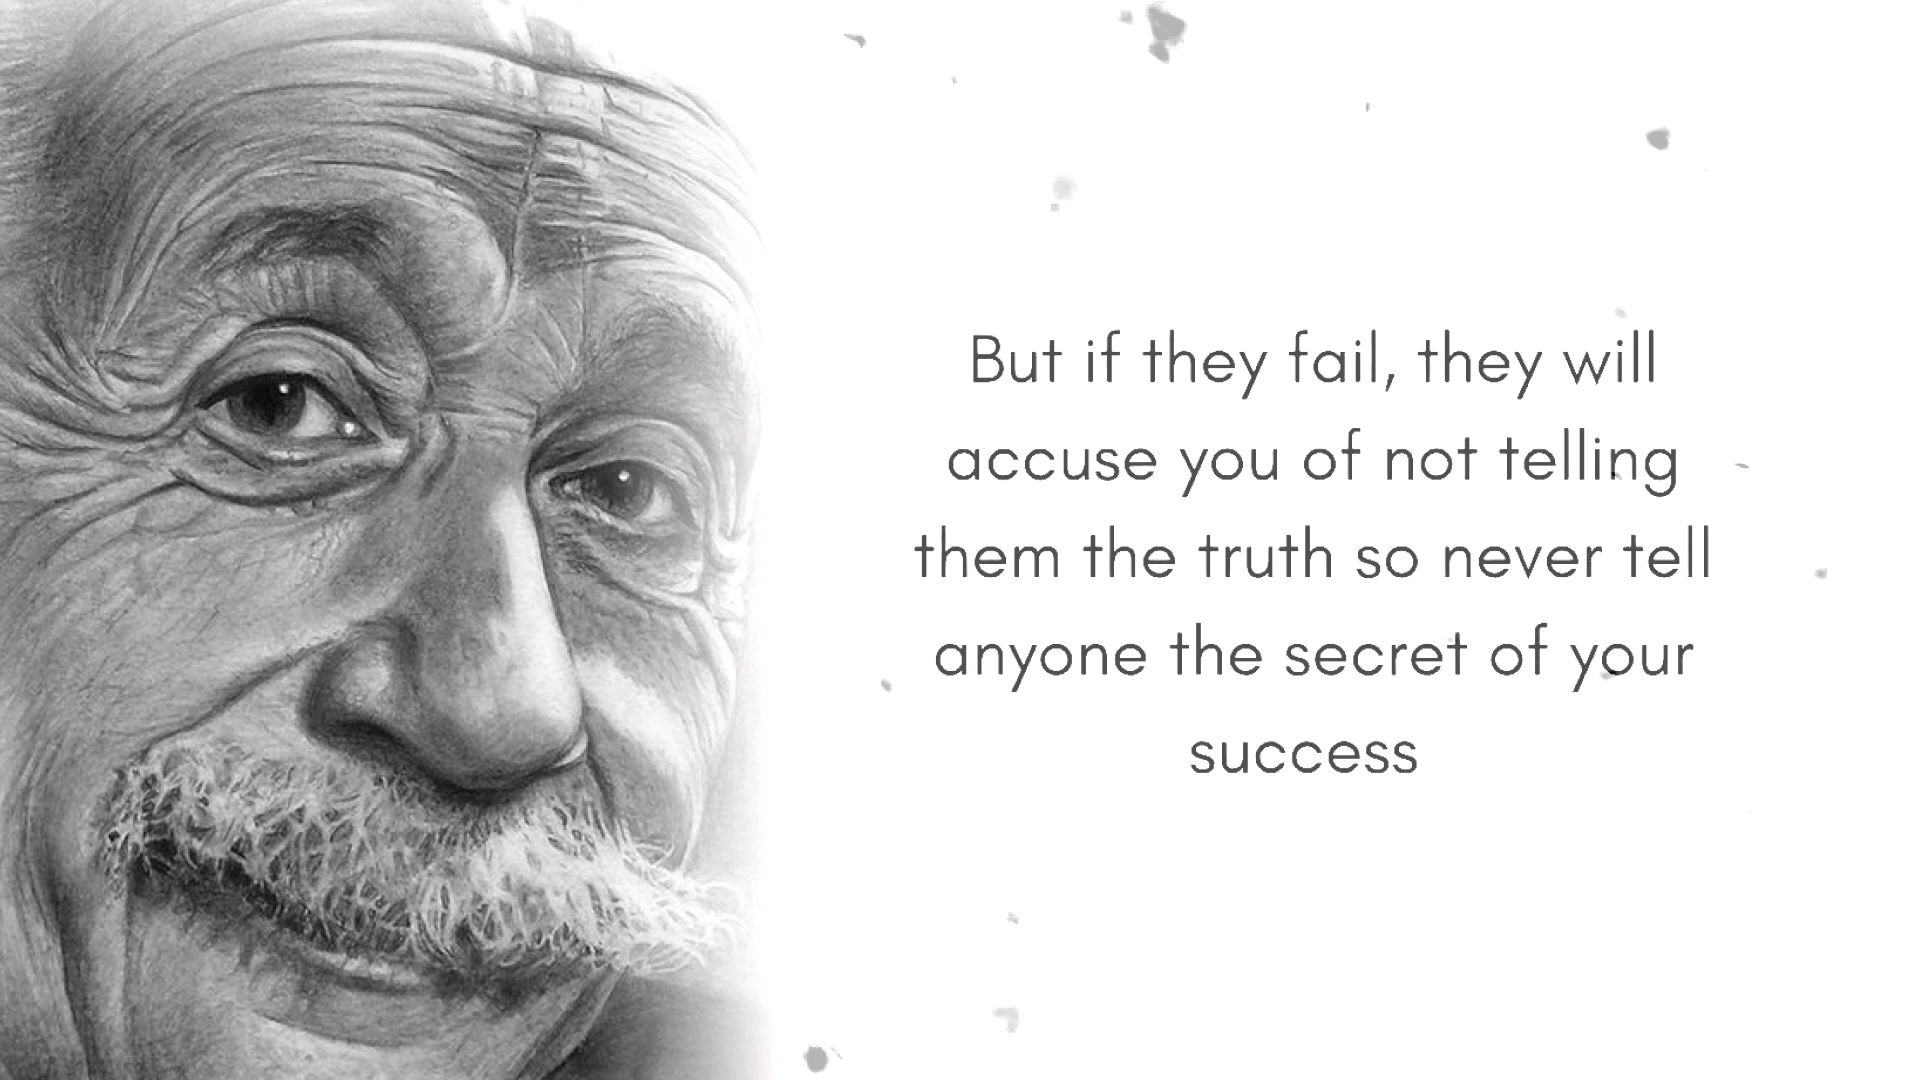 But if they fail, they will
accuse you of not telling
them the truth so never tell
anyone the secret of your
success